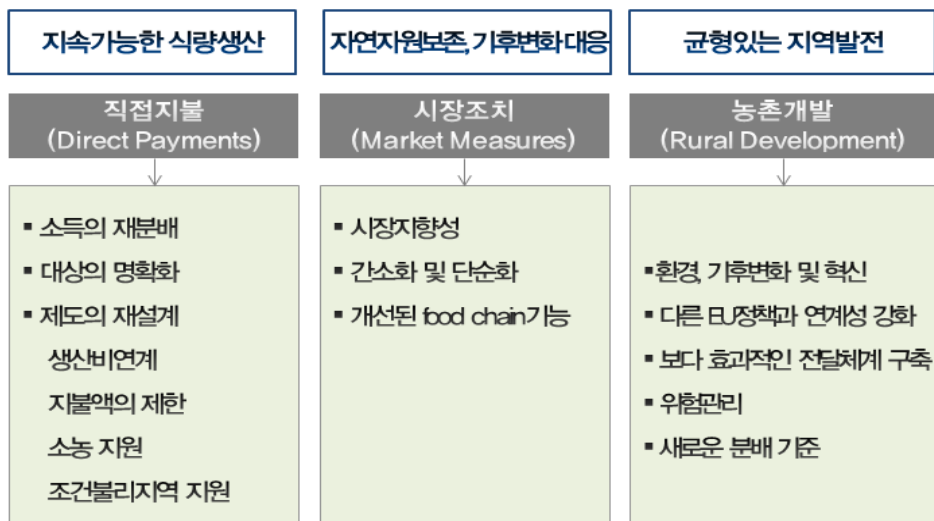 지속가능한 식량생산
자연자원보존, 기후변화 대응
균형있는 지역발전
직접지불
(Direct Payments)
시장조치
(Market Measures)
농촌개발
(Rural Development)
▪ 소득의 재분배
▪ 대상의 명확화
▪ 제도의 재설계
생산비연계
지불액의 제한
소농 지원
조건불리지역 지원
▪ 시장지향성
▪ 간소화 및 단순화
▪ 개선된 food chain기능
▪환경, 기후변화 및 혁신
▪ 다른 EU정책과 연계성 강화
▪ 보다 효과적인 전달체계 구축
▪ 위험관리
▪ 새로운 분배 기준